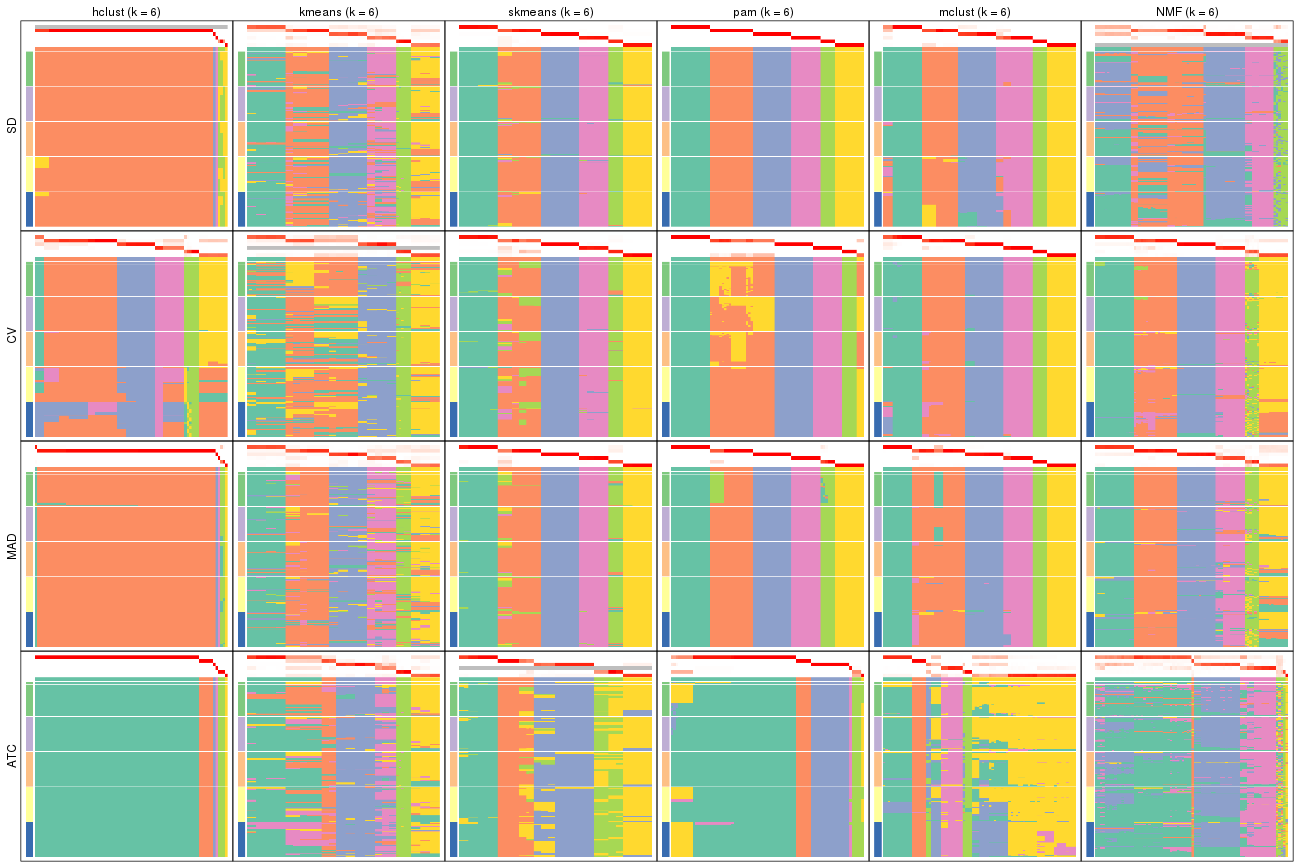 hclust (k = 6) kmeans (k = 6) skmeans (k = 6) pam (k = 6) mclust (k = 6) NMF (k = 6)
SD
CV
MAD
ATC